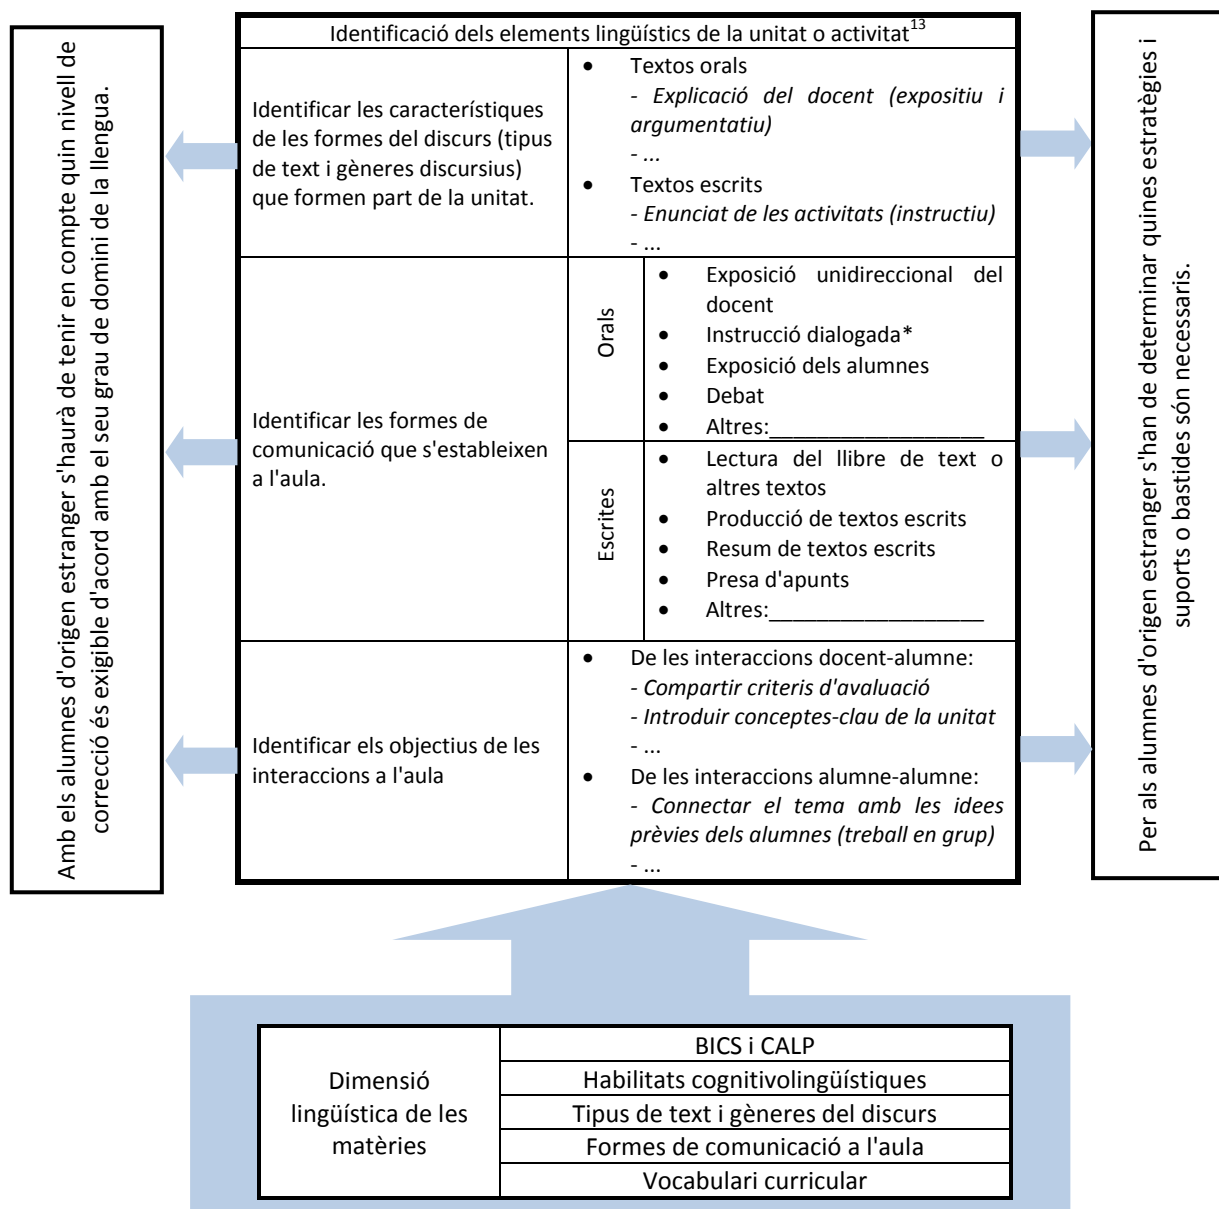 Amb els alumnes d'origen estranger s'haurà de tenir en compte quin nivell de
correcció és exigible d'acord amb el seu grau de domini de la llengua.
Identificació dels elements lingüístics de la unitat o activitat13
Identificar les característiques
de les formes del discurs (tipus
de text i gèneres discursius)
que formen part de la unitat.
• Textos orals
- Explicació del docent (expositiu i
argumentatiu)
- ...
• Textos escrits
- Enunciat de les activitats (instructiu)
- ...
Identificar les formes de
comunicació que s'estableixen
a l'aula.
Orals
• Exposició unidireccional del
docent
• Instrucció dialogada*
• Exposició dels alumnes
• Debat
• Altres:__________________
Escrites
• Lectura del llibre de text o
altres textos
• Producció de textos escrits
• Resum de textos escrits
• Presa d'apunts
• Altres:__________________
Identificar els objectius de les
interaccions a l'aula
• De les interaccions docent-alumne:
- Compartir criteris d'avaluació
- Introduir conceptes-clau de la unitat
- ...
• De les interaccions alumne-alumne:
- Connectar el tema amb les idees
prèvies dels alumnes (treball en grup)
- ...
Per als alumnes d'origen estranger s'han de determinar quines estratègies i
suports o bastides són necessaris.
Dimensió
lingüística de les
matèries
BICS i CALP
Habilitats cognitivolingüístiques
Tipus de text i gèneres del discurs
Formes de comunicació a l'aula
Vocabulari curricular